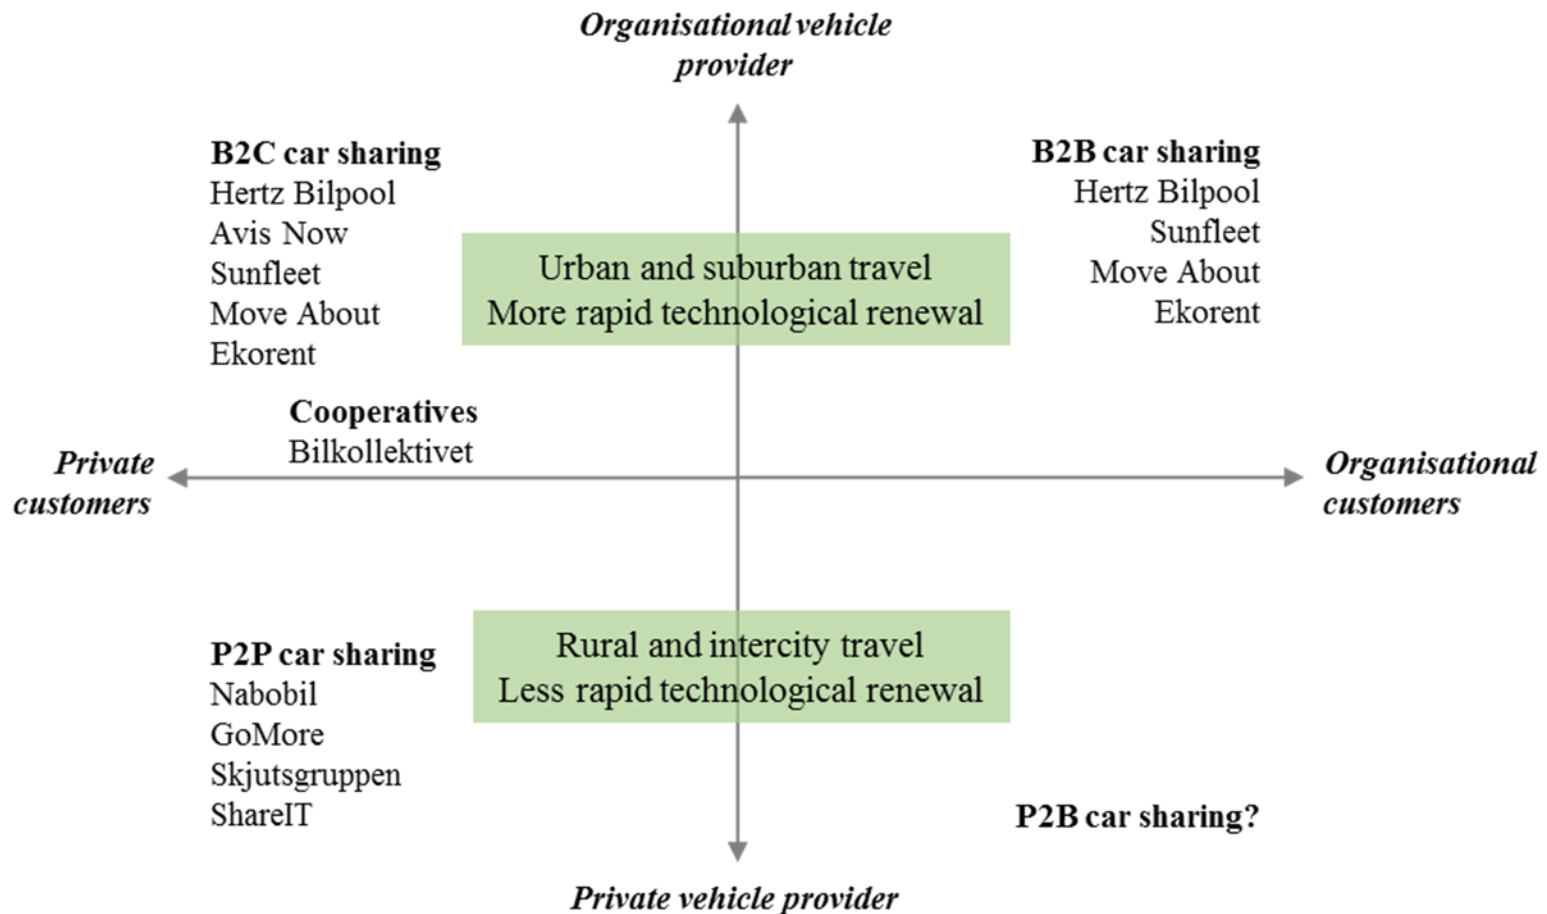 Organisational vehicle
provider
B2C car sharing
Hertz Bilpool
Avis Now
Sunfleet
Move About
Ekorent
B2B car sharing
Hertz Bilpool
Sunfleet
Move About
Ekorent
Urban and suburban travel
More rapid technological renewal
Cooperatives
Bilkollektivet
Private
customers
Organisational
customers
Rural and intercity travel
Less rapid technological renewal
P2P car sharing
Nabobil
GoMore
Skjutsgruppen
ShareIT
P2B car sharing?
Private vehicle provider